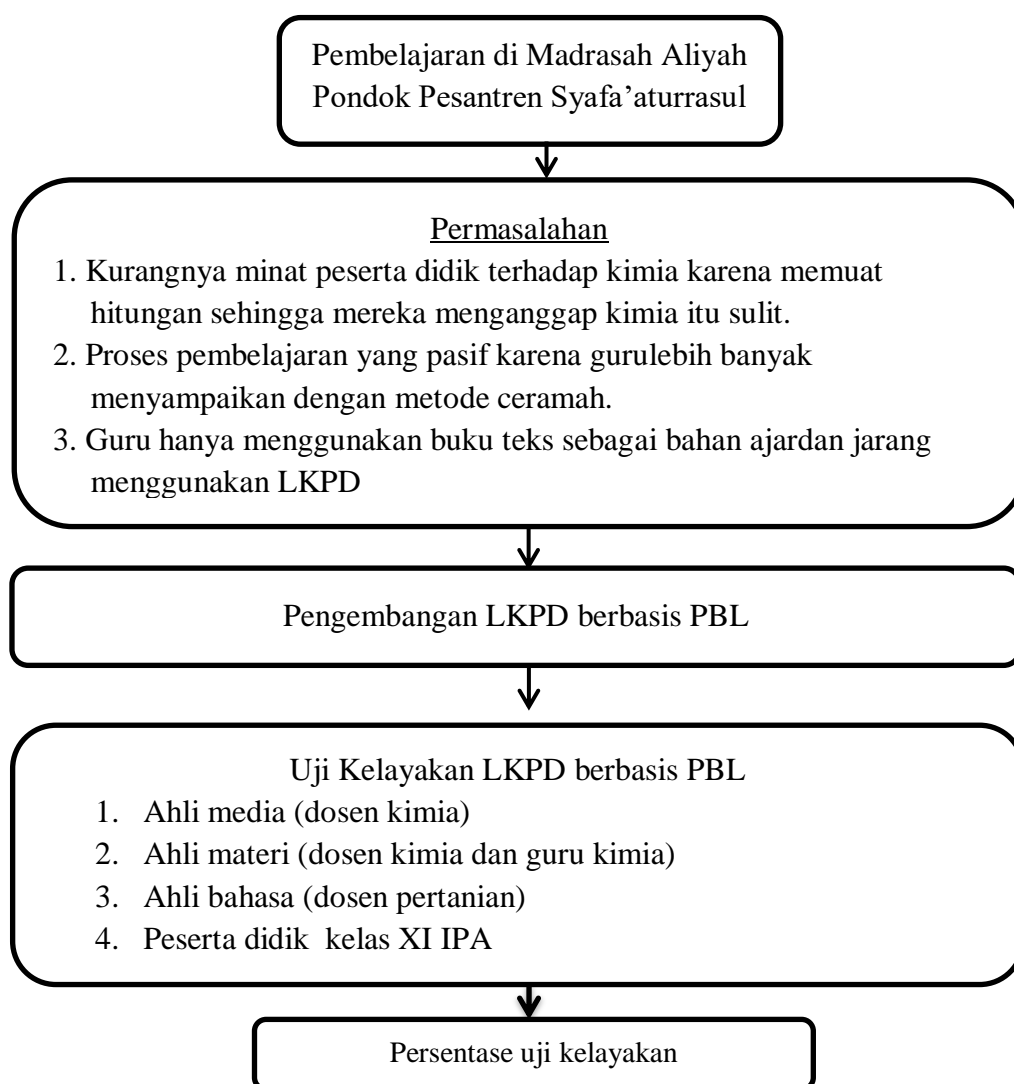 Pembelajaran di Madrasah Aliyah
Pondok Pesantren Syafa’aturrasul
Permasalahan
1. Kurangnya minat peserta didik terhadap kimia karena memuat
hitungan sehingga mereka menganggap kimia itu sulit.
2. Proses pembelajaran yang pasif karena gurulebih banyak
menyampaikan dengan metode ceramah.
3. Guru hanya menggunakan buku teks sebagai bahan ajardan jarang
menggunakan LKPD
Pengembangan LKPD berbasis PBL
Uji Kelayakan LKPD berbasis PBL
1. Ahli media (dosen kimia)
2. Ahli materi (dosen kimia dan guru kimia)
3. Ahli bahasa (dosen pertanian)
4. Peserta didik kelas XI IPA
Persentase uji kelayakan